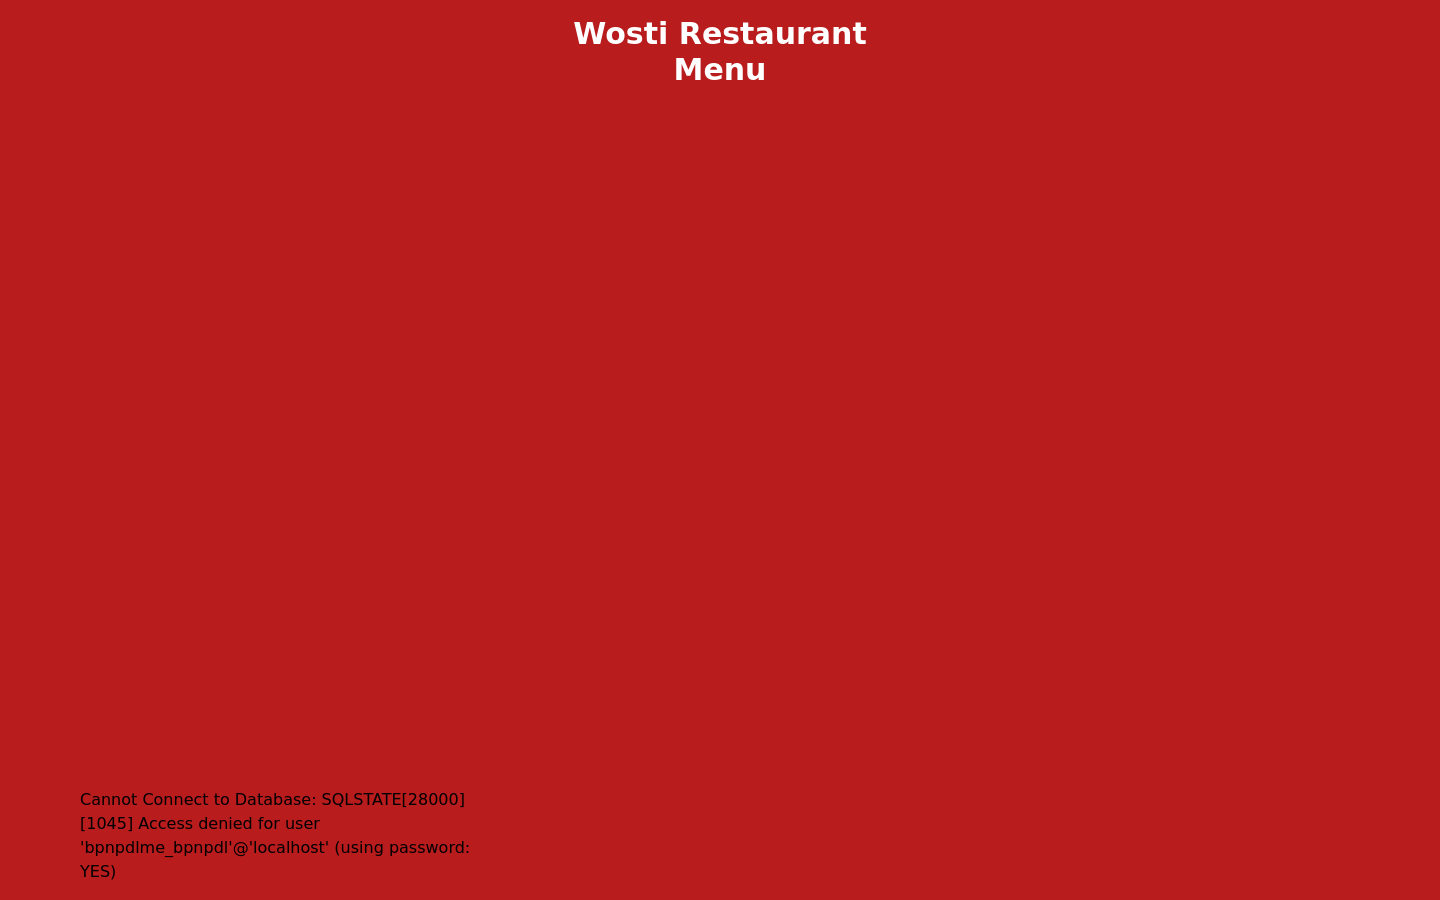 Wosti Restaurant
Menu
Cannot Connect to Database: SQLSTATE[28000]
[1045] Access denied for user
'bpnpdlme_bpnpdl'@'localhost' (using password:
YES)